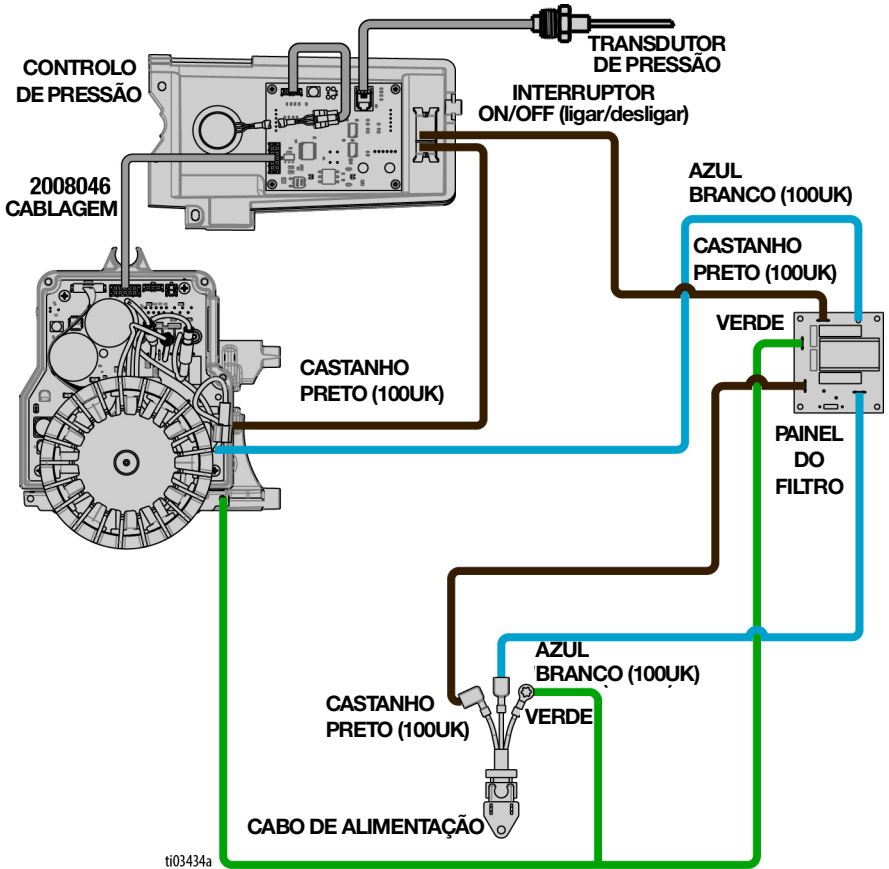 TRANSDUTOR
DE PRESSÃO
CONTROLO
DE PRESSÃO
INTERRUPTOR
ON/OFF (ligar/desligar)
2008046
CABLAGEM
AZUL
BRANCO (100UK)
CASTANHO
PRETO (100UK)
VERDE
CASTANHO
PRETO (100UK)
PAINEL
DO
FILTRO
AZUL
BRANCO (100UK)
CASTANHO
PRETO (100UK)
VERDE
CABO DE ALIMENTAÇÃO
ti03434a